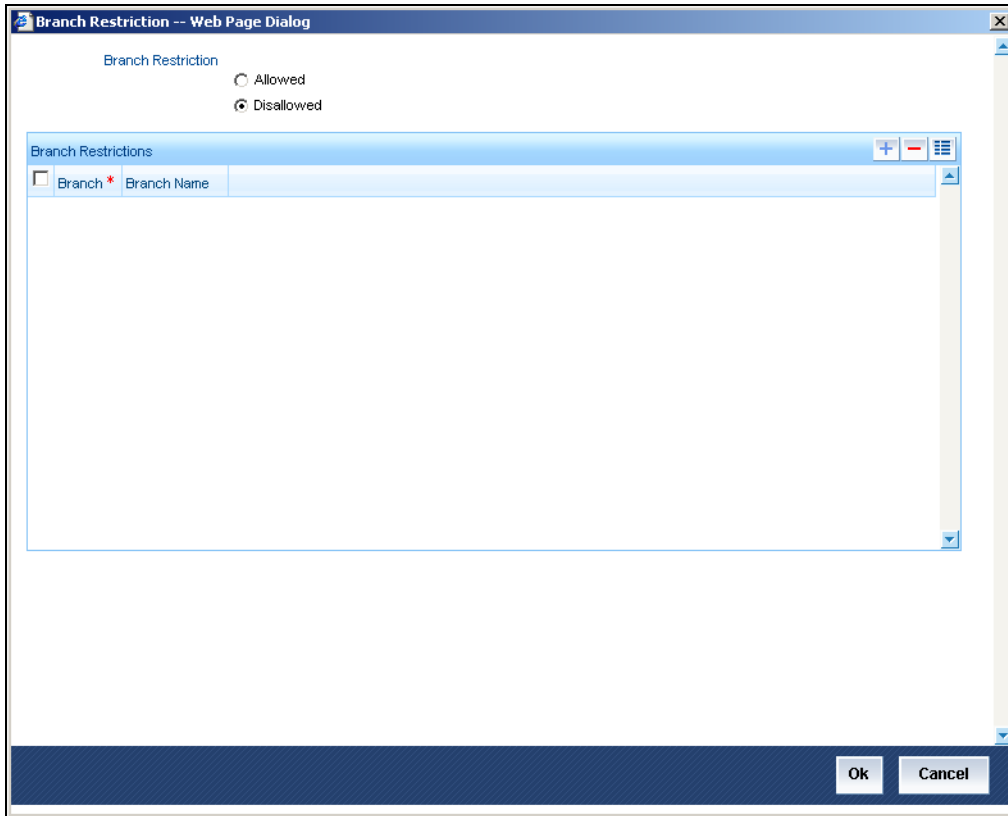 Branch Restriction -- Web Page Dialog
Branch Restriction
Allowed
Disallowed
Branch Restrictions
Branch * Branch Name
Ok Cancel